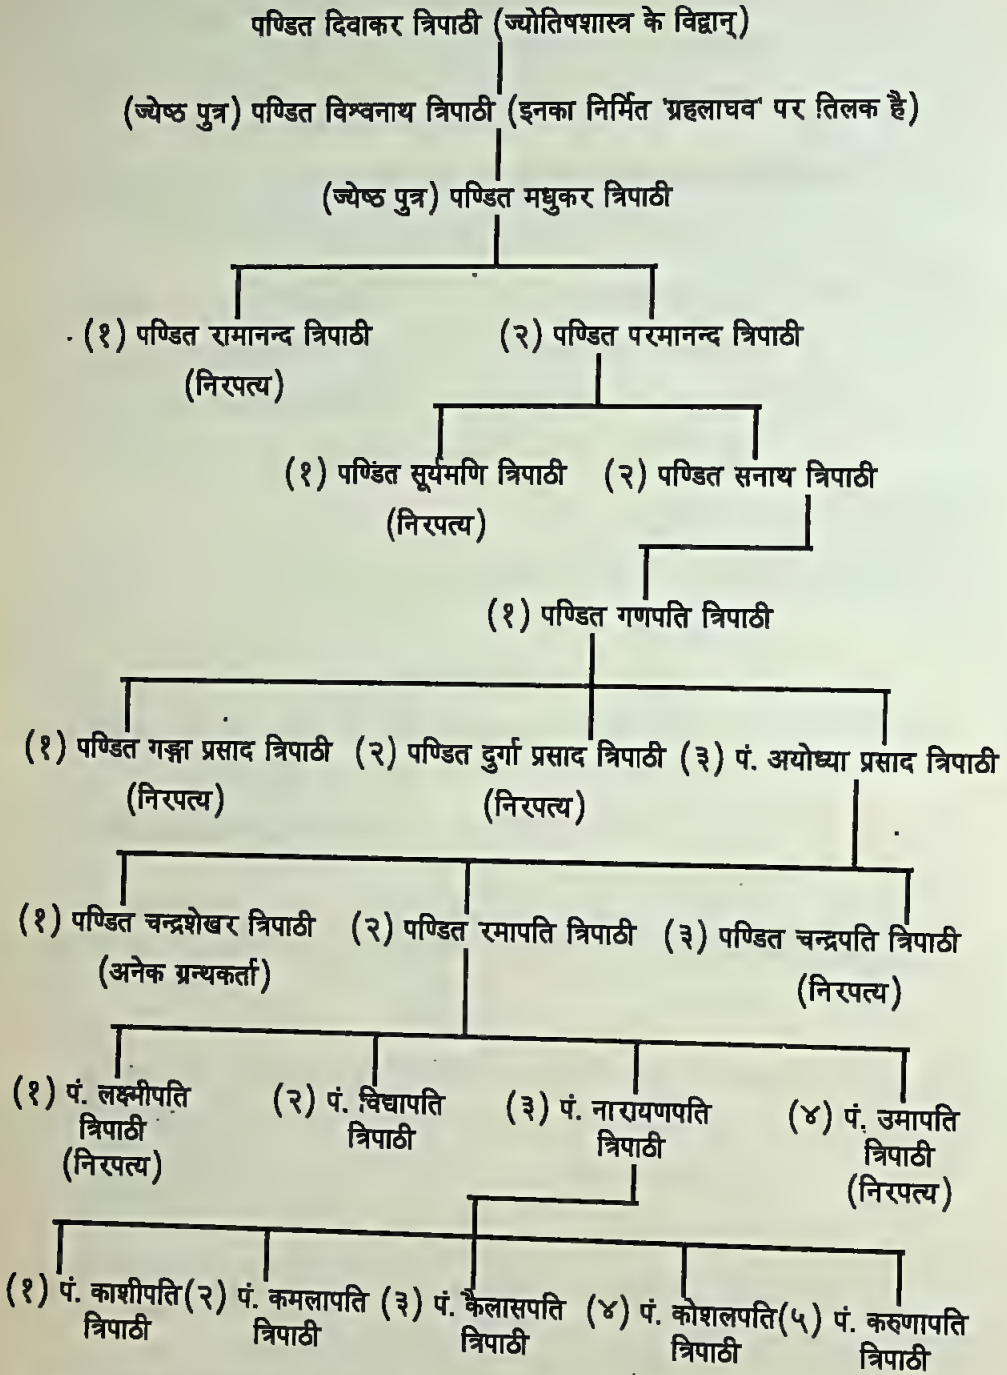 पण्डित दिवाकर त्रिपाठी (ज्योतिषशास्त्र के विद्वान्)
(ज्येष्ठ पुत्र) पण्डित विश्वनाथ त्रिपाठी (इनका निर्मित 'ग्रहलाघव' पर तिलक है)
(ज्येष्ठ पुत्र) पण्डित मधुकर त्रिपाठी
(१) पण्डित रामानन्द त्रिपाठी (२) पण्डित परमानन्द त्रिपाठी
(निरपत्य)
(१) पण्डित सूर्यमणि त्रिपाठी (२) पण्डित सनाथ त्रिपाठी
(निरपत्य)
(१) पण्डित गणपति त्रिपाठी
(१) पण्डित गङ्गा प्रसाद त्रिपाठी (२) पण्डित दुर्गा प्रसाद त्रिपाठी (३) पं. अयोध्या प्रसाद त्रिपाठी
(निरपत्य) (निरपत्य)
(१) पण्डित चन्द्रशेखर त्रिपाठी (२) पण्डित रमापति त्रिपाठी (३) पण्डित चन्द्रपति त्रिपाठी
(अनेक ग्रन्थकर्ता) (निरपत्य)
(१) पं. लक्ष्मीपति (२) पं. विद्यापति (३) पं. नारायणपति (४) पं. उमापति
त्रिपाठी त्रिपाठी त्रिपाठी त्रिपाठी
(निरपत्य) (निरपत्य)
(१) पं. काशीपति (२) पं. कमलापति (३) पं. कैलासपति (४) पं. कोशलपति (५) पं. करुणापति
त्रिपाठी त्रिपाठी त्रिपाठी त्रिपाठी त्रिपाठी